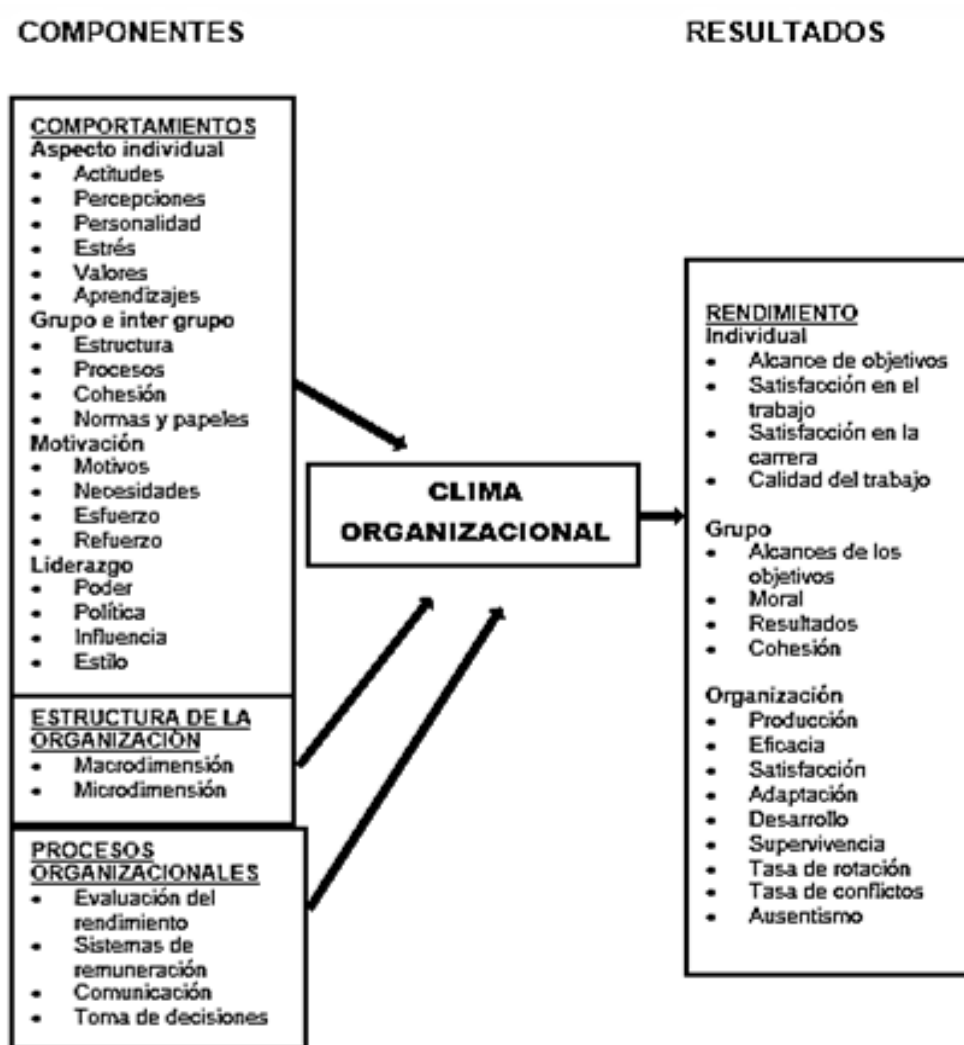 COMPONENTES
RESULTADOS
COMPORTAMIENTOS
Aspecto individual
• Actitudes
• Percepciones
• Personalidad
• Estrés
• Valores
• Aprendizajes
Grupo e inter grupo
• Estructura
• Procesos
• Cohesión
• Normas y papeles
Motivación
• Motivos
• Necesidades
• Esfuerzo
• Refuerzo
Liderazgo
• Poder
• Política
• Influencia
• Estilo
ESTRUCTURA DE LA
ORGANIZACIÒN
• Macrodimensión
• Microdimensión
PROCESOS
ORGANIZACIONALES
• Evaluación del
rendimiento
• Sistemas de
remuneración
• Comunicación
• Toma de decisiones
CLIMA
ORGANIZACIONAL
RENDIMIENTO
Individual
• Alcance de objetivos
• Satisfacción en el
trabajo
• Satisfacción en la
carrera
• Calidad del trabajo
Grupo
• Alcances de los
objetivos
• Moral
• Resultados
• Cohesión
Organización
• Producción
• Eficacia
• Satisfacción
• Adaptación
• Desarrollo
• Supervivencia
• Tasa de rotación
• Tasa de conflictos
• Ausentismo